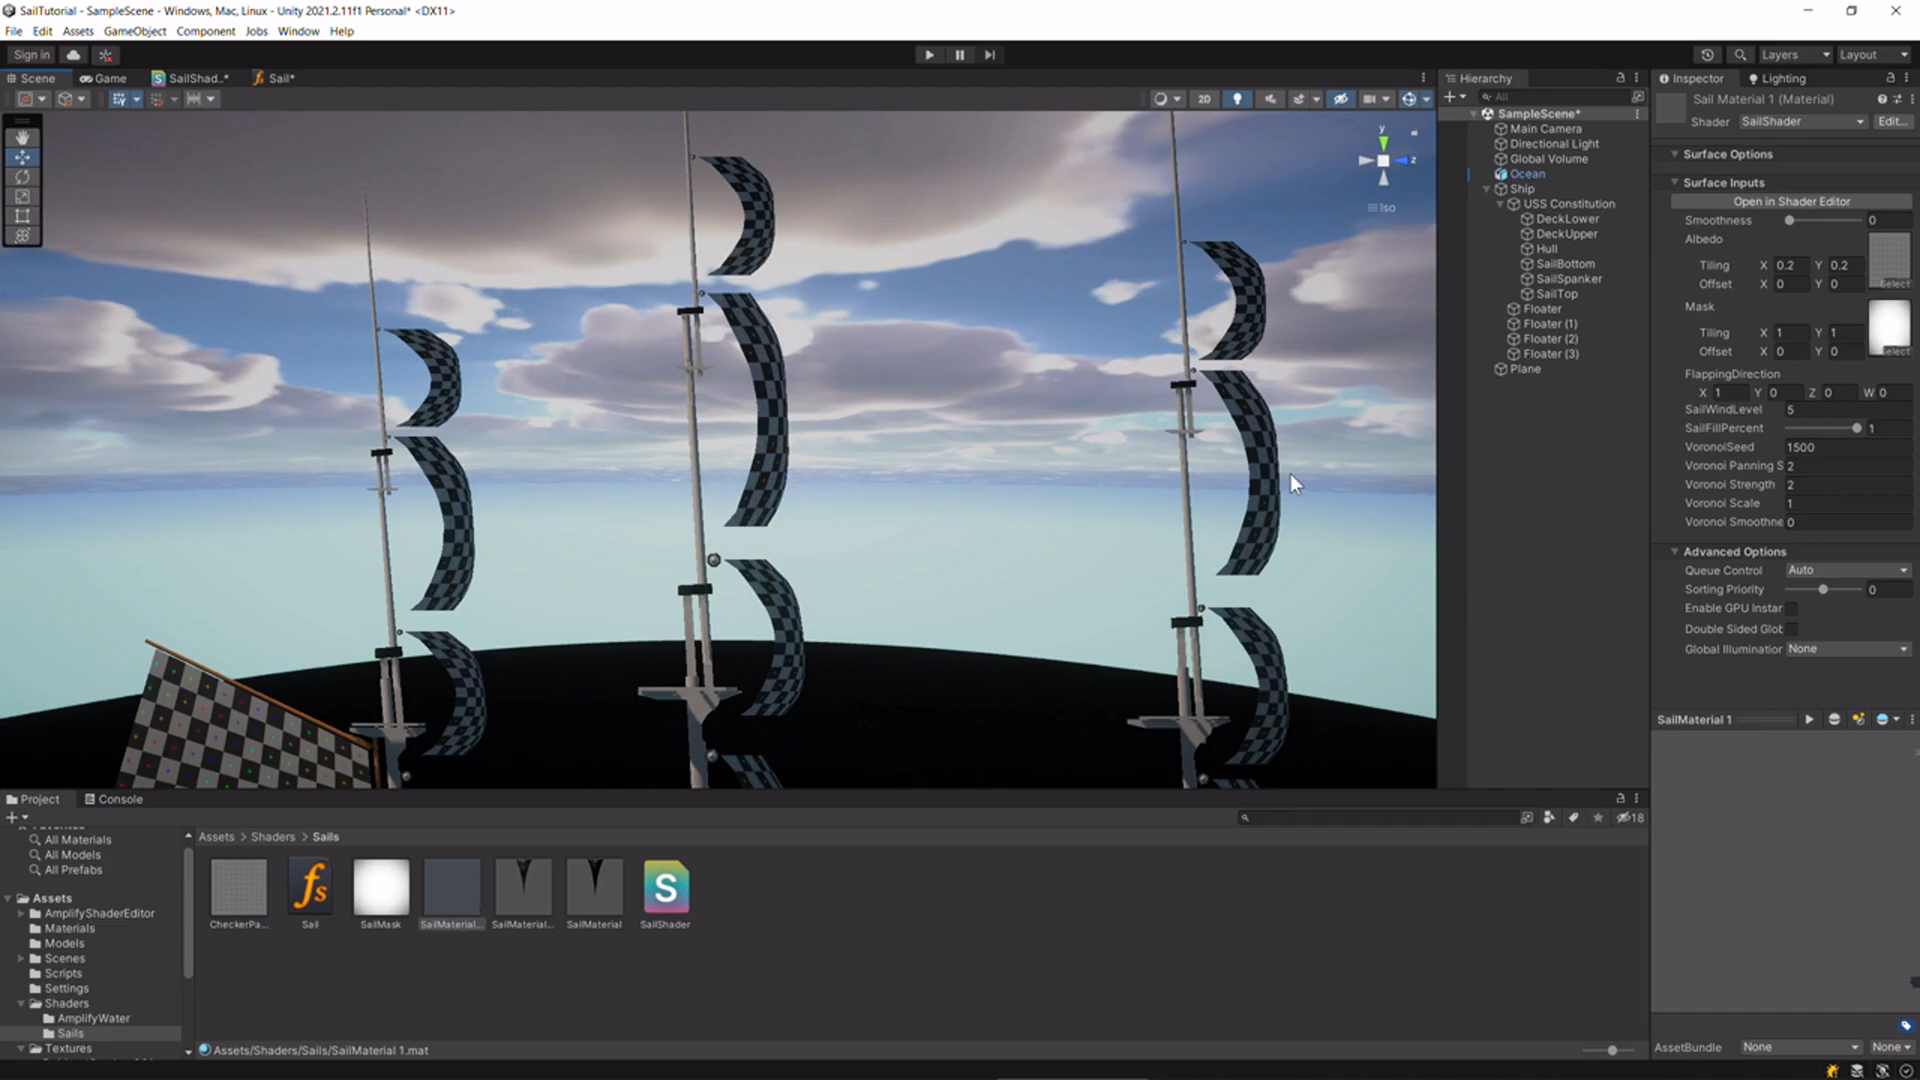 SailTutorial - SampleScene - Windows, Mac, Linux - Unity 2021.2.11f1 Personal* <DX11>
File Edit Assets GameObject Component Jobs Window Help
Sign in
Layers
Layout
Scene
Game
SailShad..*
Sail*
2D
y
z
Iso
Hierarchy
All
SampleScene*
Main Camera
Directional Light
Global Volume
Ocean
Ship
USS Constitution
DeckLower
DeckUpper
Hull
SailBottom
SailSpanker
SailTop
Floater
Floater (1)
Floater (2)
Floater (3)
Plane
Inspector
Lighting
Sail Material 1 (Material)
Shader SailShader Edit...
Surface Options
Surface Inputs
Open in Shader Editor
Smoothness 0
Albedo
Tiling X 0.2 Y 0.2
Offset X 0 Y 0 Select
Mask
Tiling X 1 Y 1
Offset X 0 Y 0 Select
FlappingDirection
X 1 Y 0 Z 0 W 0
SailWindLevel 5
SailFillPercent 1
VoronoiSeed 1500
Voronoi Panning S 2
Voronoi Strength 2
Voronoi Scale 1
Voronoi Smoothne 0
Advanced Options
Queue Control Auto
Sorting Priority 0
Enable GPU Instar
Double Sided Glot
Global Illuminatior None
SailMaterial 1
AssetBundle None None
Project
Console
18
All Materials
All Models
All Prefabs
Assets
AmplifyShaderEditor
Materials
Models
Scenes
Scripts
Settings
Shaders
AmplifyWater
Sails
Textures
Assets > Shaders > Sails
CheckerPa...
fs
Sail
SailMask
SailMaterial...
SailMaterial...
SailMaterial
S
SailShader
Assets/Shaders/Sails/SailMaterial 1.mat